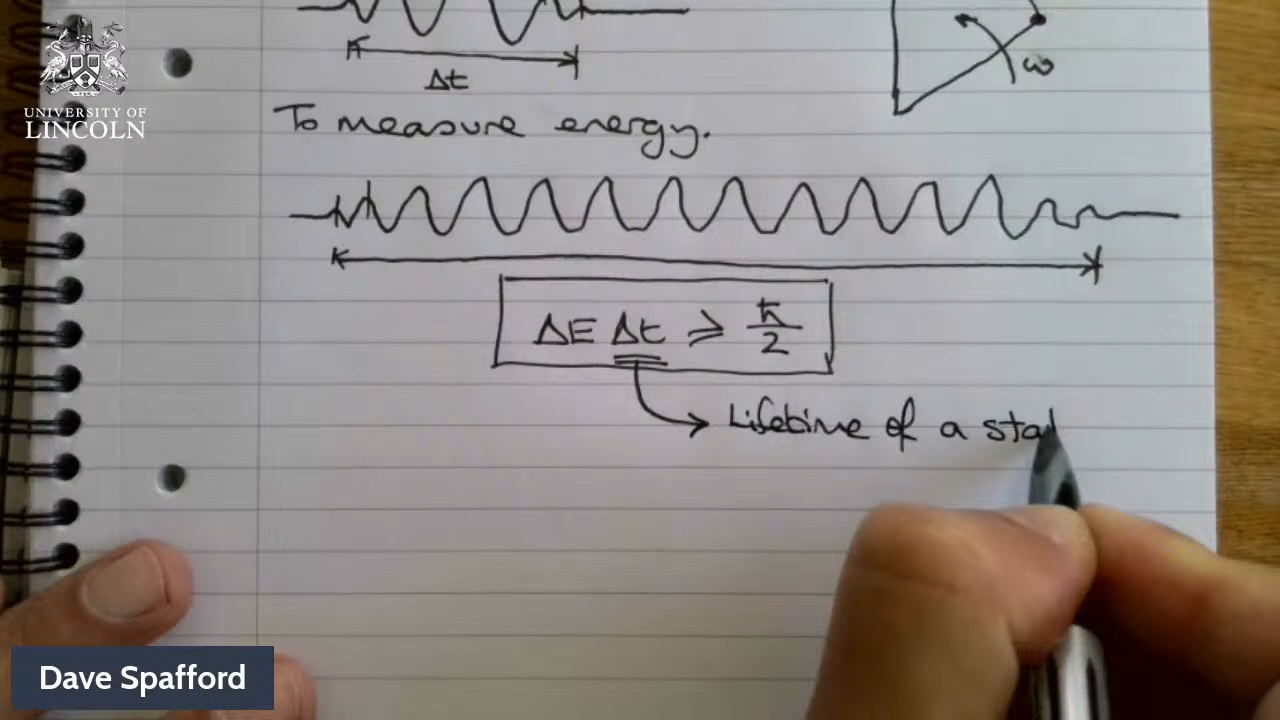 UNIVERSITY OF
LINCOLN
Δt
ω
To measure energy.
ΔE Δt ⩾ ħ/2
Lifetime of a sta
Dave Spafford